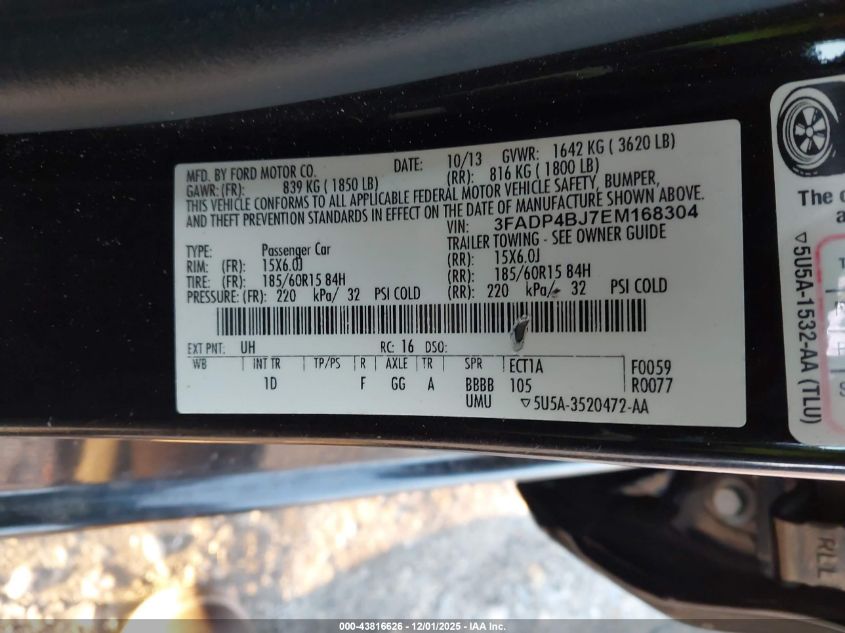 MFD. BY FORD MOTOR CO. DATE: 10/13 GVWR: 1642 KG ( 3620 LB)
GAWR: (FR): 839 KG ( 1850 LB) (RR): 816 KG ( 1800 LB)
THIS VEHICLE CONFORMS TO ALL APPLICABLE FEDERAL MOTOR VEHICLE SAFETY, BUMPER,
AND THEFT PREVENTION STANDARDS IN EFFECT ON THE DATE OF MANUFACTURE SHOWN ABOVE.
VIN: 3FADP4BJ7EM168304
TYPE: Passenger Car TRAILER TOWING - SEE OWNER GUIDE
RIM: (FR): 15X6.0J (RR): 15X6.0J
TIRE: (FR): 185/60R15 84H (RR): 185/60R15 84H
PRESSURE: (FR): 220 kPa/ 32 PSI COLD (RR): 220 kPa/ 32 PSI COLD
EXT PNT: UH RC: 16 DSO:
WB INT TR TP/PS R AXLE TR SPR ECT1A F0059
1D F GG A BBBB 105 R0077
UMU ▽5U5A-3520472-AA
The
▽5U5A-1532-AA (TLU)
RLL
000-43816626 - 12/01/2025 - IAA Inc.